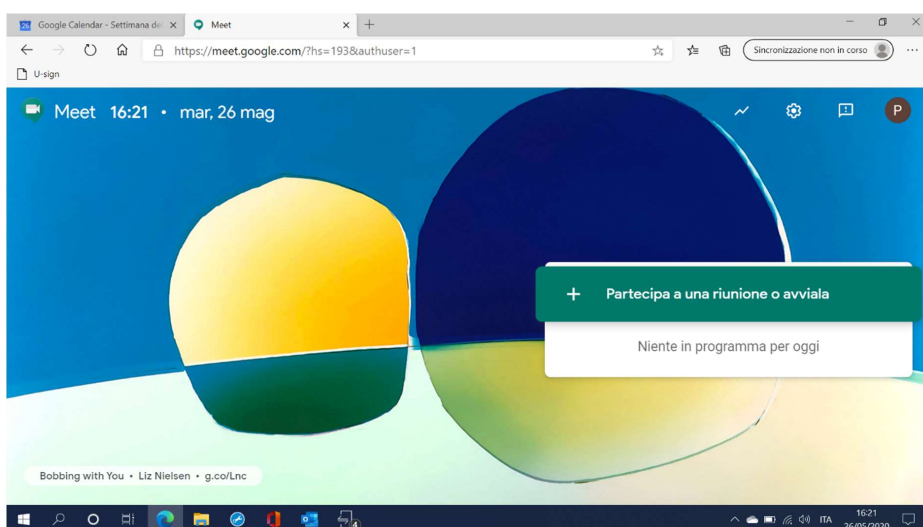 26 Google Calendar - Settimana de
Meet
https://meet.google.com/?hs=193&authuser=1
Sincronizzazione non in corso
U-sign
Meet 16:21 • mar, 26 mag
P
+ Partecipa a una riunione o avviala
Niente in programma per oggi
Bobbing with You • Liz Nielsen • g.co/Lnc
4
ITA
16:21
26/05/2020